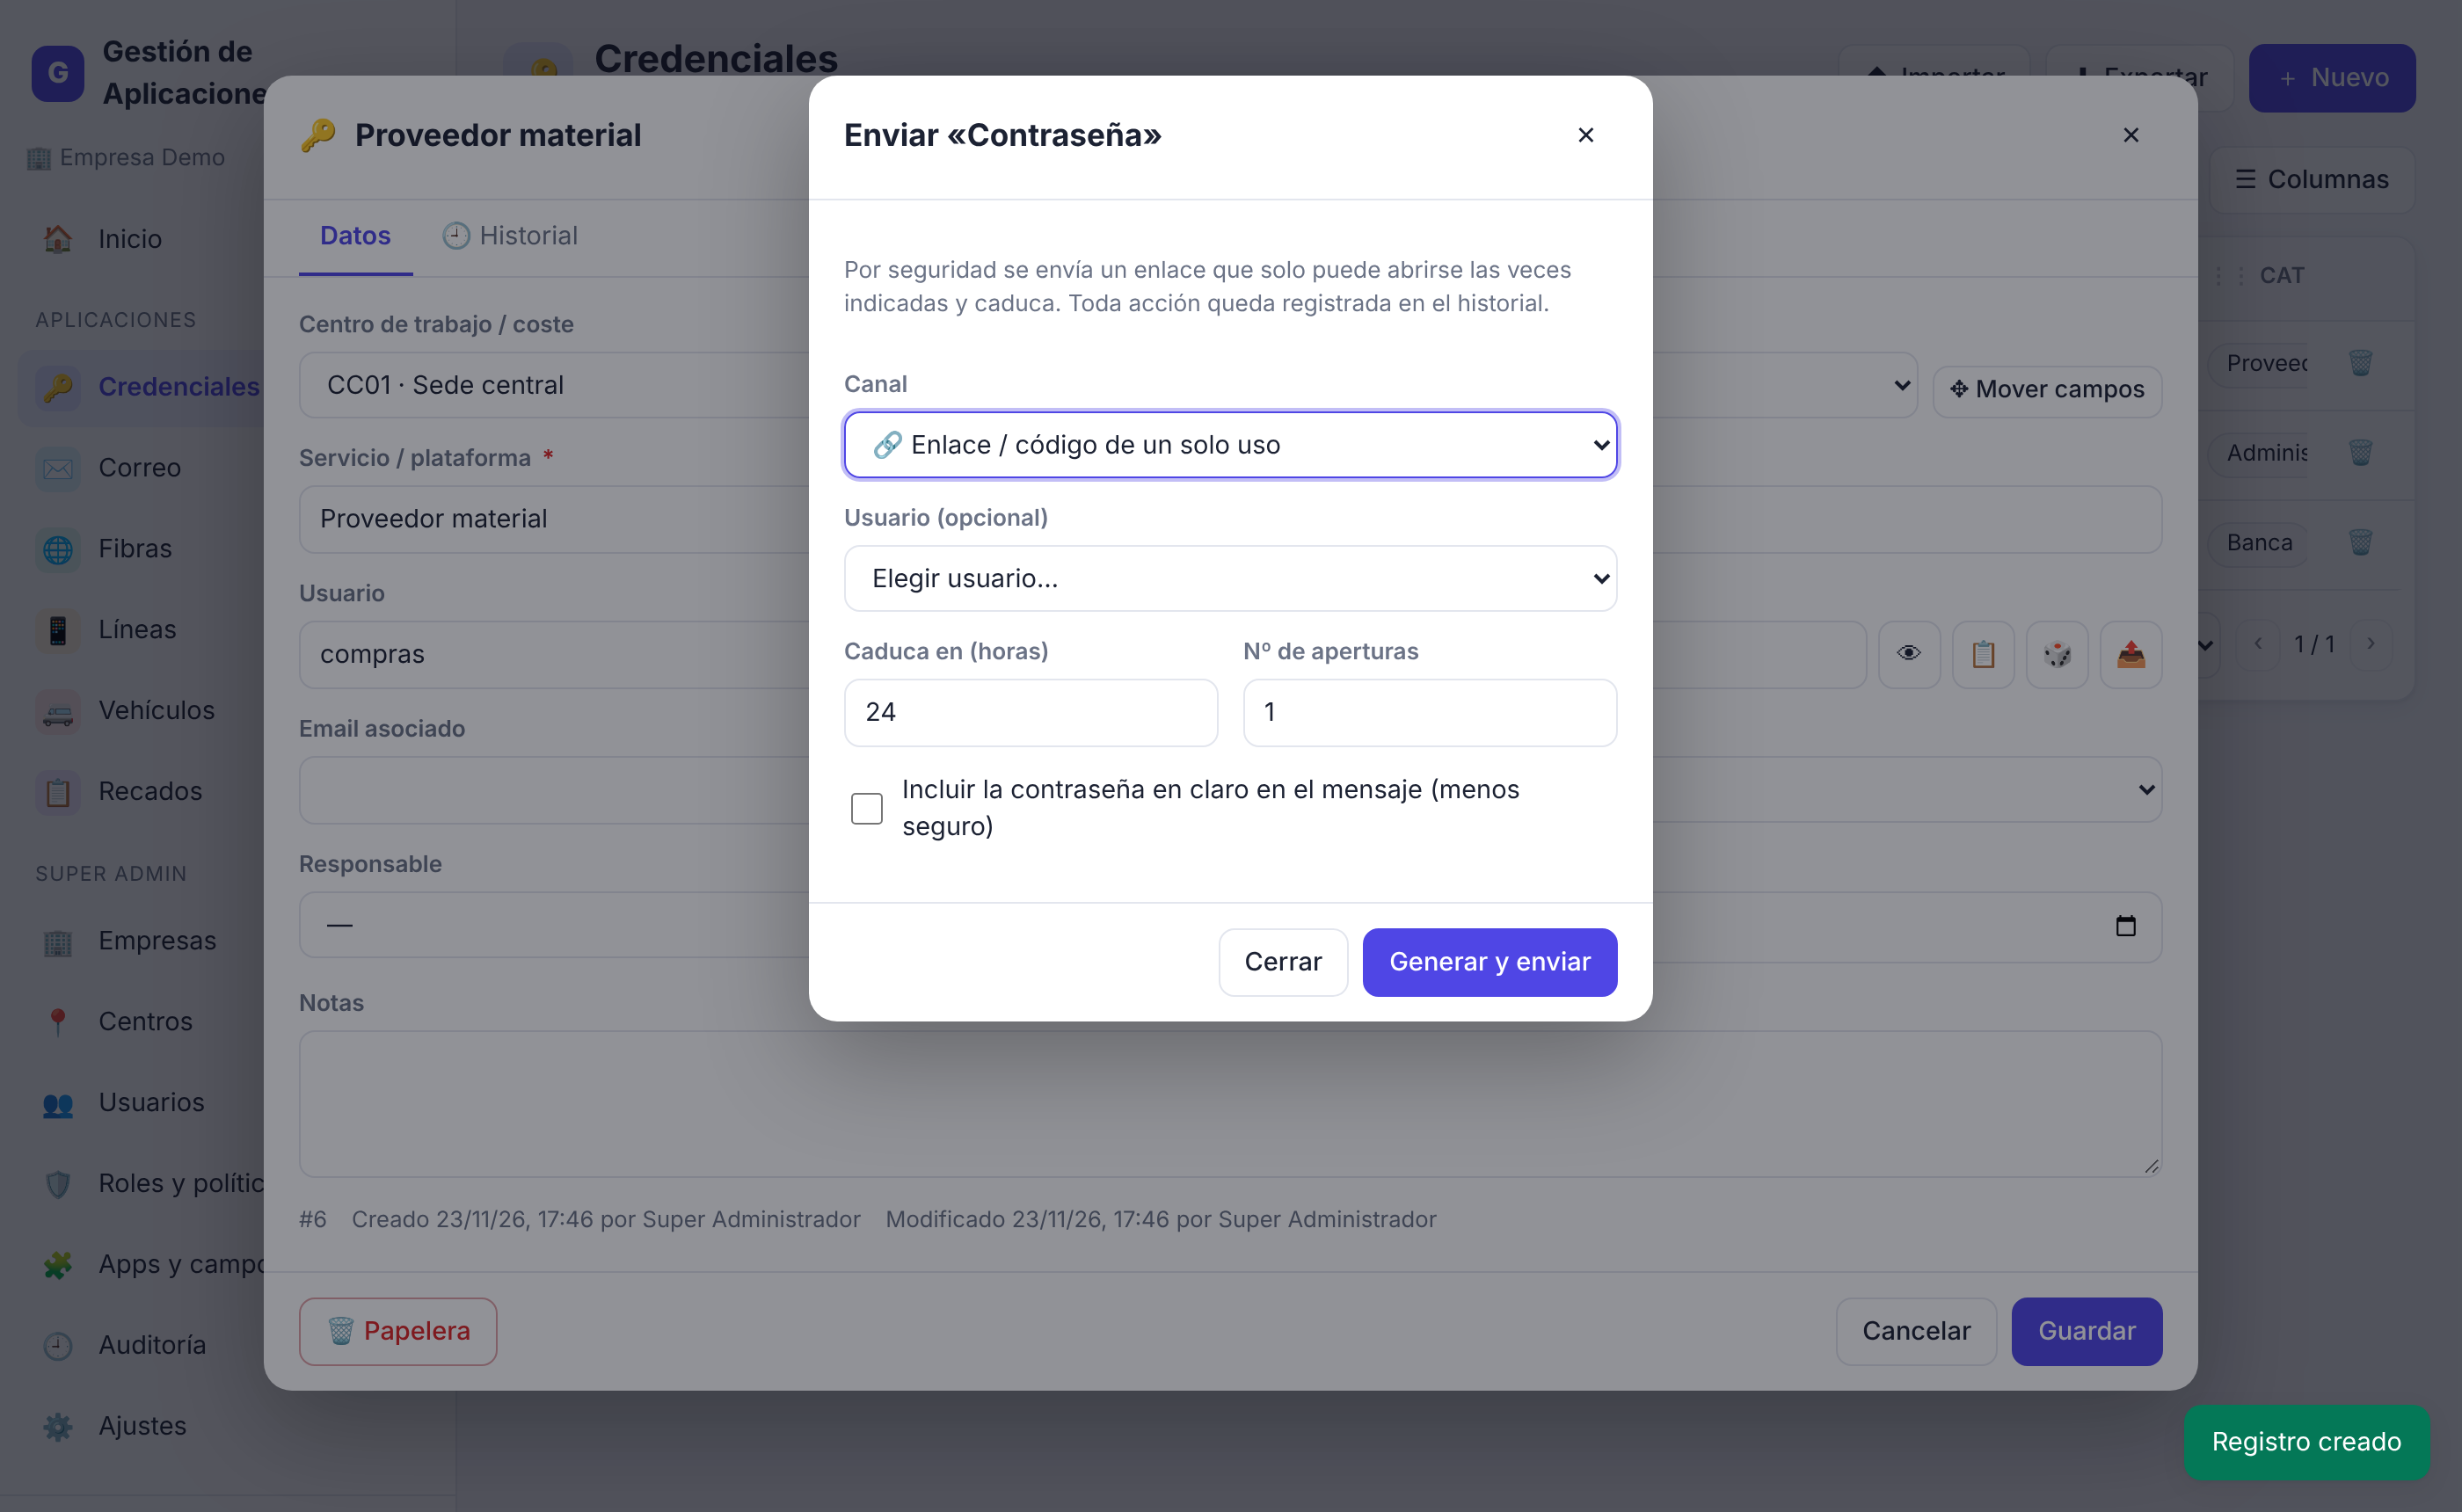 G
Gestión de
Aplicacione
Empresa Demo
Inicio
APLICACIONES
Credenciales
Correo
Fibras
Líneas
Vehículos
Recados
SUPER ADMIN
Empresas
Centros
Usuarios
Roles y polític
Apps y campo
Auditoría
Ajustes
Credenciales
Importar
Exportar
+ Nuevo
Columnas
CAT
Proveed
Adminis
Banca
1 / 1
Proveedor material
Datos
Historial
Centro de trabajo / coste
CC01 · Sede central
Mover campos
Servicio / plataforma *
Proveedor material
Usuario
compras
Email asociado
Responsable
—
Notas
#6 Creado 23/11/26, 17:46 por Super Administrador Modificado 23/11/26, 17:46 por Super Administrador
Papelera
Cancelar
Guardar
Enviar «Contraseña»
Por seguridad se envía un enlace que solo puede abrirse las veces
indicadas y caduca. Toda acción queda registrada en el historial.
Canal
Enlace / código de un solo uso
Usuario (opcional)
Elegir usuario...
Caduca en (horas)
Nº de aperturas
24
1
Incluir la contraseña en claro en el mensaje (menos
seguro)
Cerrar
Generar y enviar
Registro creado